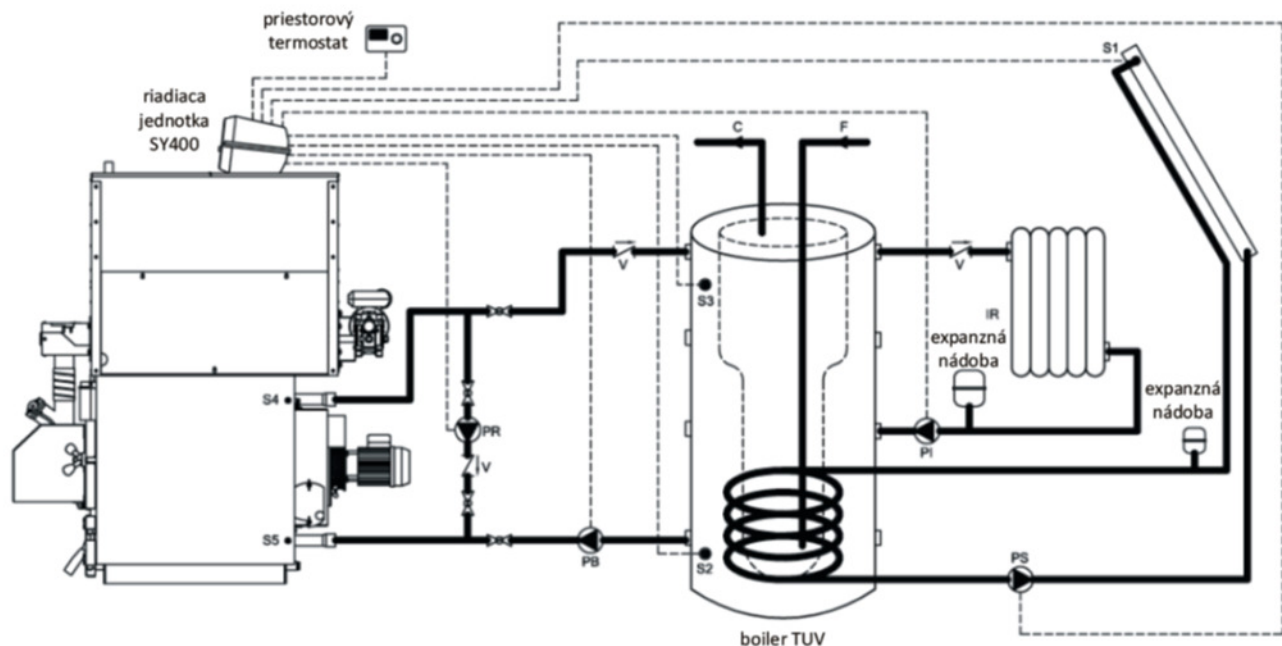 priestorový
termostat
riadiaca
jednotka
SY400
S1
C
F
V
V
S3
IR
expanzná
nádoba
expanzná
nádoba
S4
PR
V
PI
S5
PB
S2
PS
boiler TUV